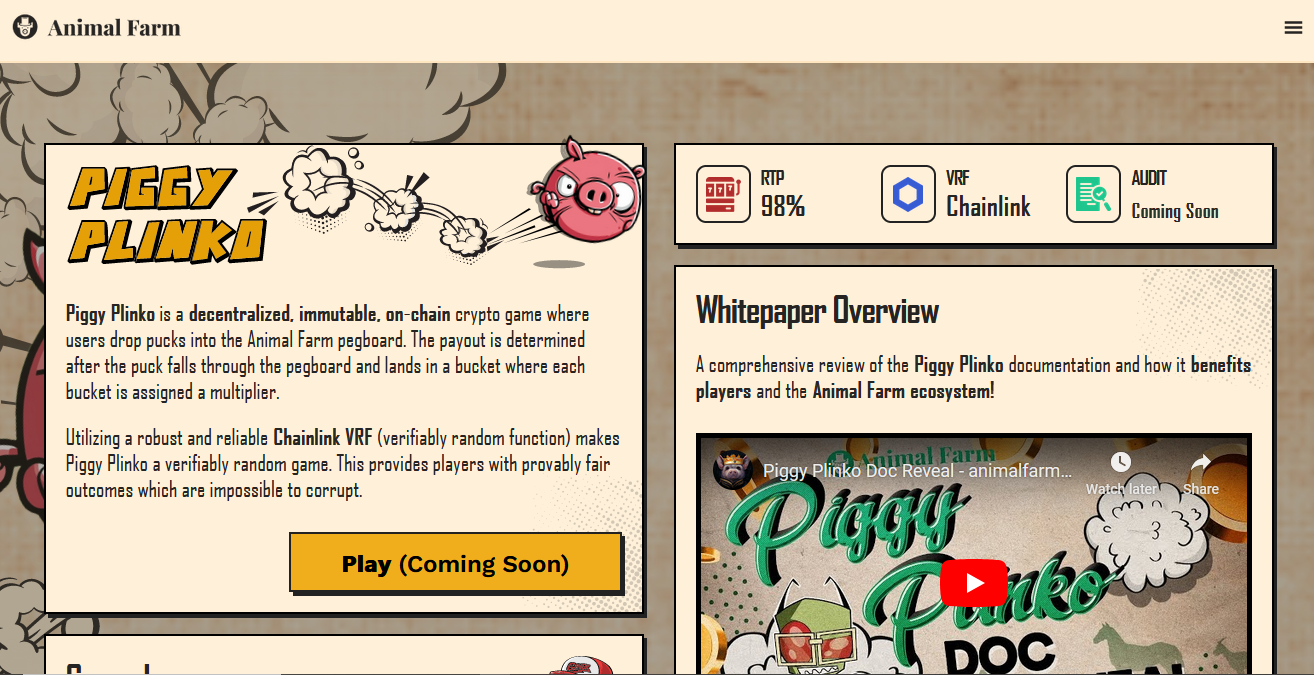 Animal Farm
PIGGY
PLINKO
Piggy Plinko is a decentralized, immutable, on-chain crypto game where
users drop pucks into the Animal Farm pegboard. The payout is determined
after the puck falls through the pegboard and lands in a bucket where each
bucket is assigned a multiplier.
Utilizing a robust and reliable Chainlink VRF (verifiably random function) makes
Piggy Plinko a verifiably random game. This provides players with provably fair
outcomes which are impossible to corrupt.
Play (Coming Soon)
RTP
98%
VRF
Chainlink
AUDIT
Coming Soon
Whitepaper Overview
A comprehensive review of the Piggy Plinko documentation and how it benefits
players and the Animal Farm ecosystem!
Animal Farm
Piggy Plinko Doc Reveal - animalfarm...
Watch later
Share
Piggy
Plinko
DOC